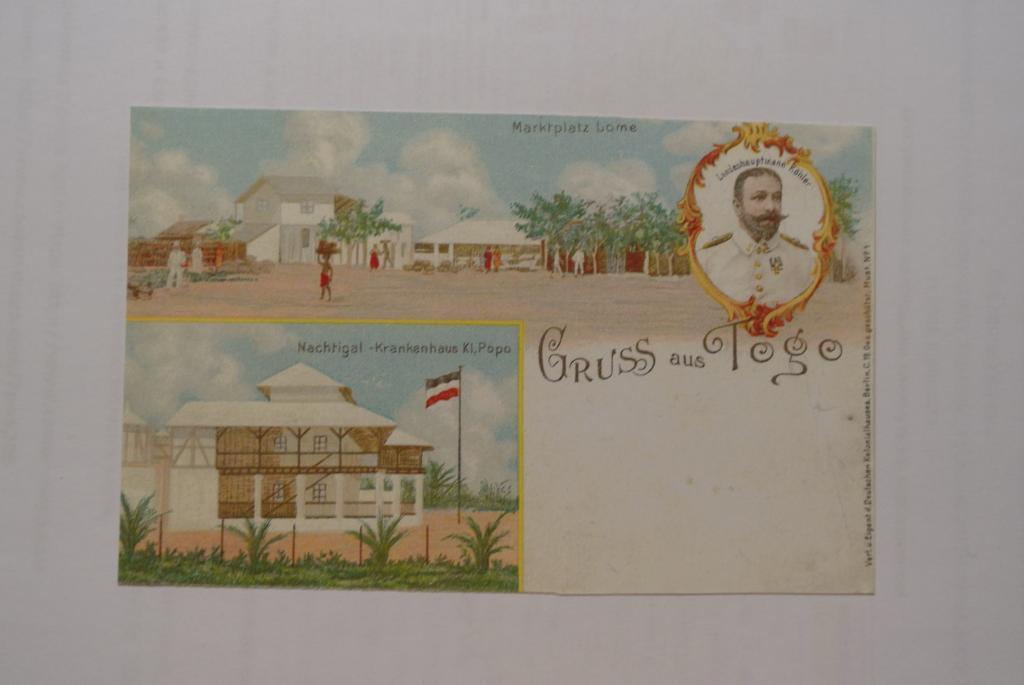 Marktplatz Lome
Landeshauptmann Köhler
Nachtigal-Krankenhaus Kl. Popo
GRUSS aus Togo
Verl. u. Eigent. d. Deutschen Kolonialhauses, Berlin C. 19. Ges. geschützt. Must. No 1